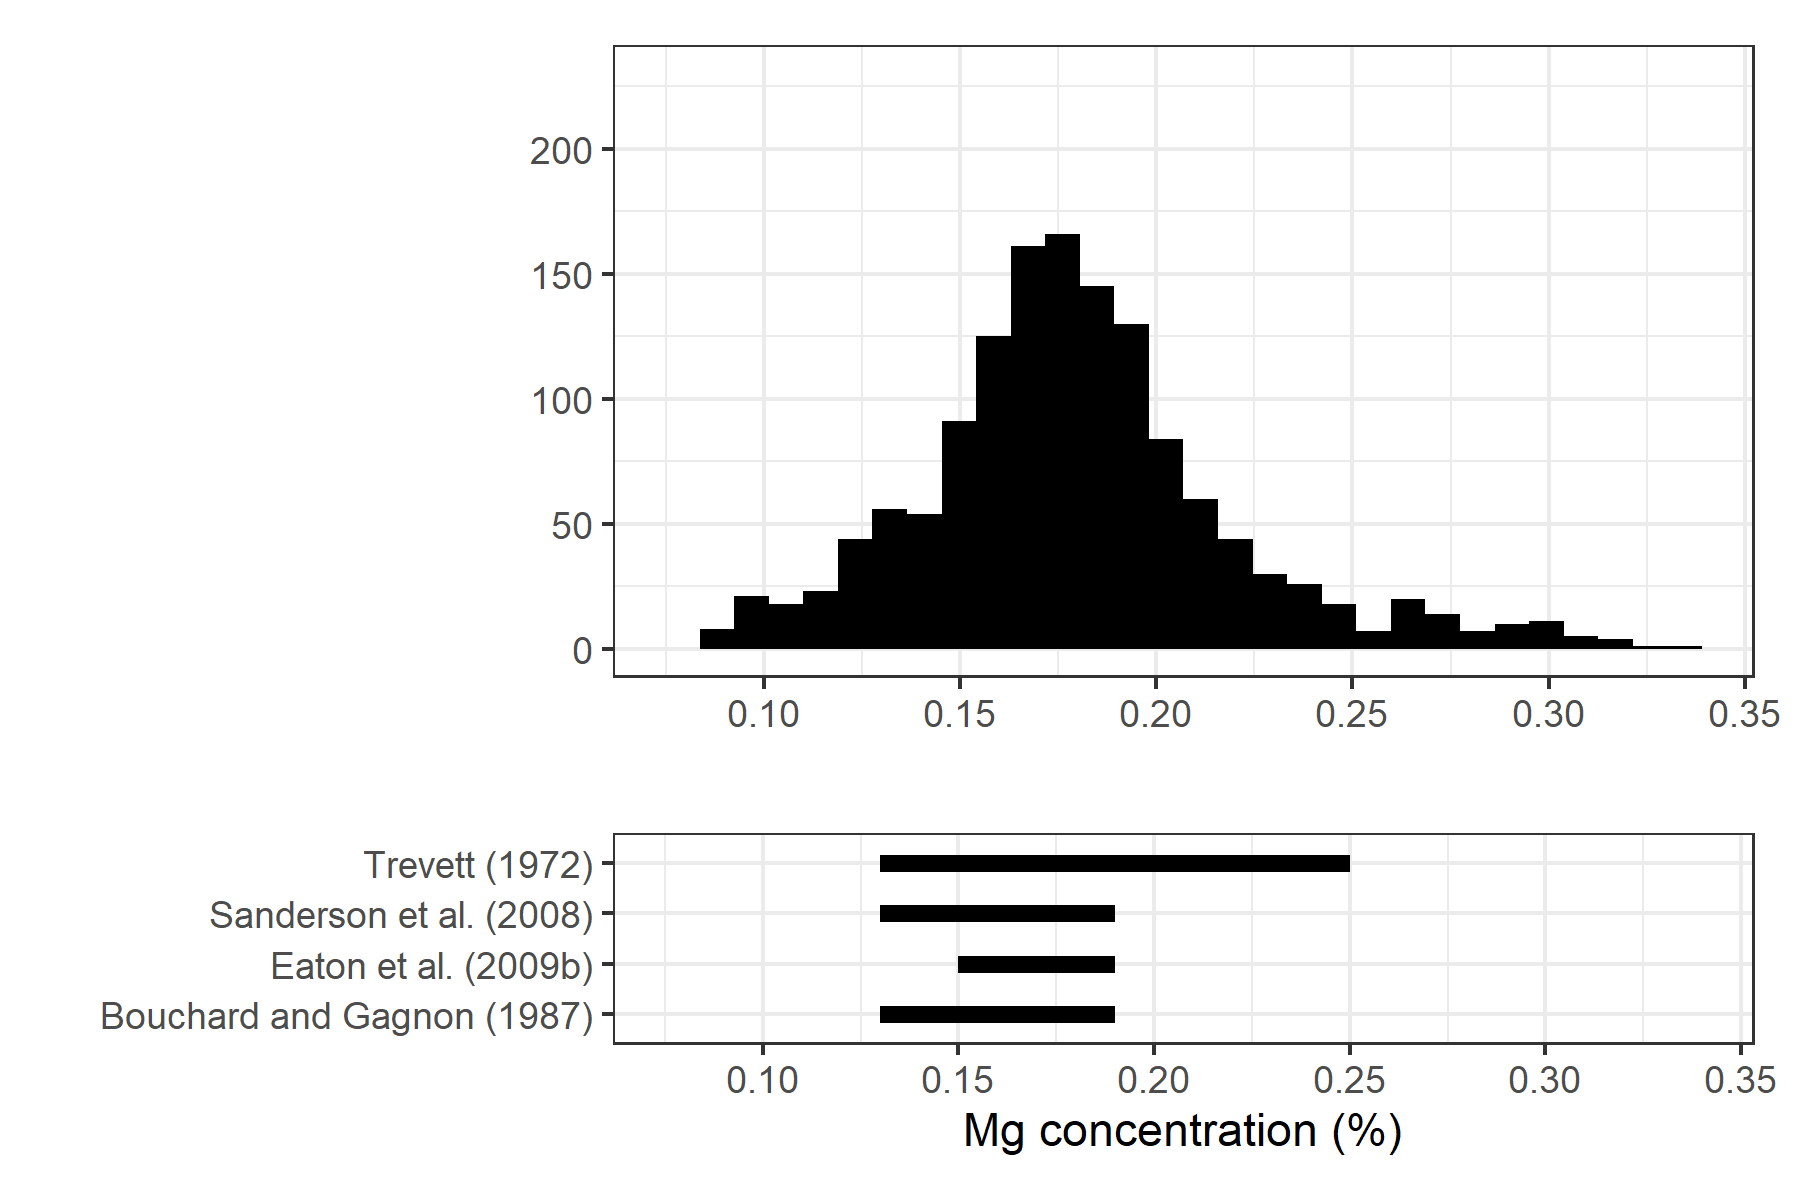 200
150
100
50
0
0.10 0.15 0.20 0.25 0.30 0.35
Trevett (1972)
Sanderson et al. (2008)
Eaton et al. (2009b)
Bouchard and Gagnon (1987)
0.10 0.15 0.20 0.25 0.30 0.35
Mg concentration (%)